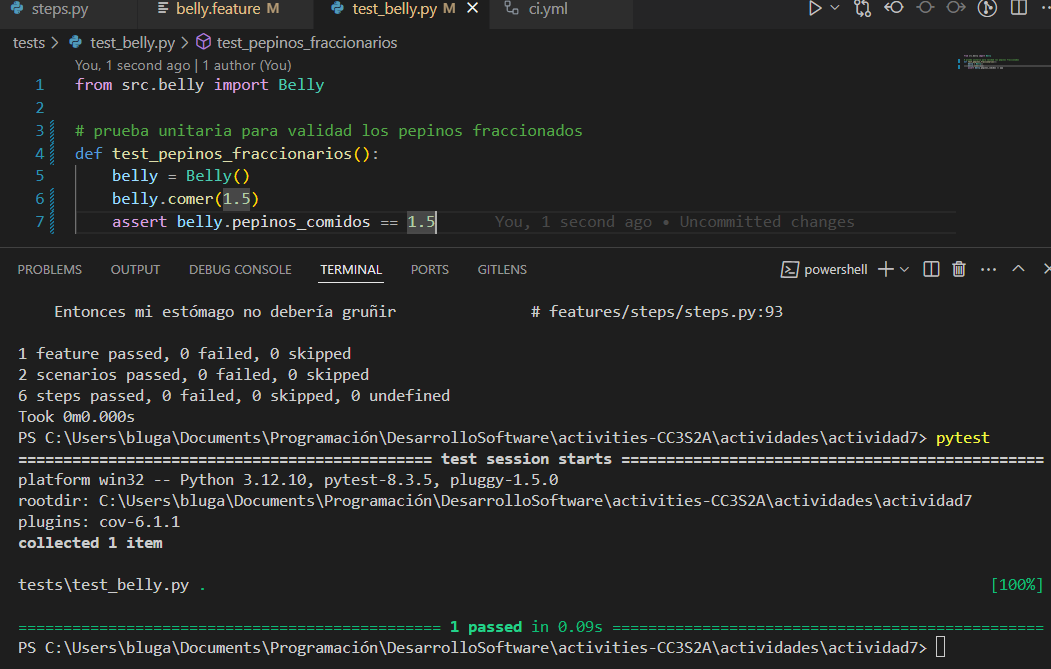 steps.py belly.feature M test_belly.py M ci.yml
tests > test_belly.py > test_pepinos_fraccionarios
You, 1 second ago | 1 author (You)
1 from src.belly import Belly
2
3 # prueba unitaria para validad los pepinos fraccionados
4 def test_pepinos_fraccionarios():
5 belly = Belly()
6 belly.comer(1.5)
7 assert belly.pepinos_comidos == 1.5 You, 1 second ago • Uncommitted changes
PROBLEMS OUTPUT DEBUG CONSOLE TERMINAL PORTS GITLENS powershell
Entonces mi estómago no debería gruñir # features/steps/steps.py:93
1 feature passed, 0 failed, 0 skipped
2 scenarios passed, 0 failed, 0 skipped
6 steps passed, 0 failed, 0 skipped, 0 undefined
Took 0m0.000s
PS C:\Users\bluga\Documents\Programación\DesarrolloSoftware\activities-CC3S2A\actividades\actividad7> pytest
============================================== test session starts ===============================================
platform win32 -- Python 3.12.10, pytest-8.3.5, pluggy-1.5.0
rootdir: C:\Users\bluga\Documents\Programación\DesarrolloSoftware\activities-CC3S2A\actividades\actividad7
plugins: cov-6.1.1
collected 1 item
tests\test_belly.py . [100%]
=============================================== 1 passed in 0.09s ================================================
PS C:\Users\bluga\Documents\Programación\DesarrolloSoftware\activities-CC3S2A\actividades\actividad7>